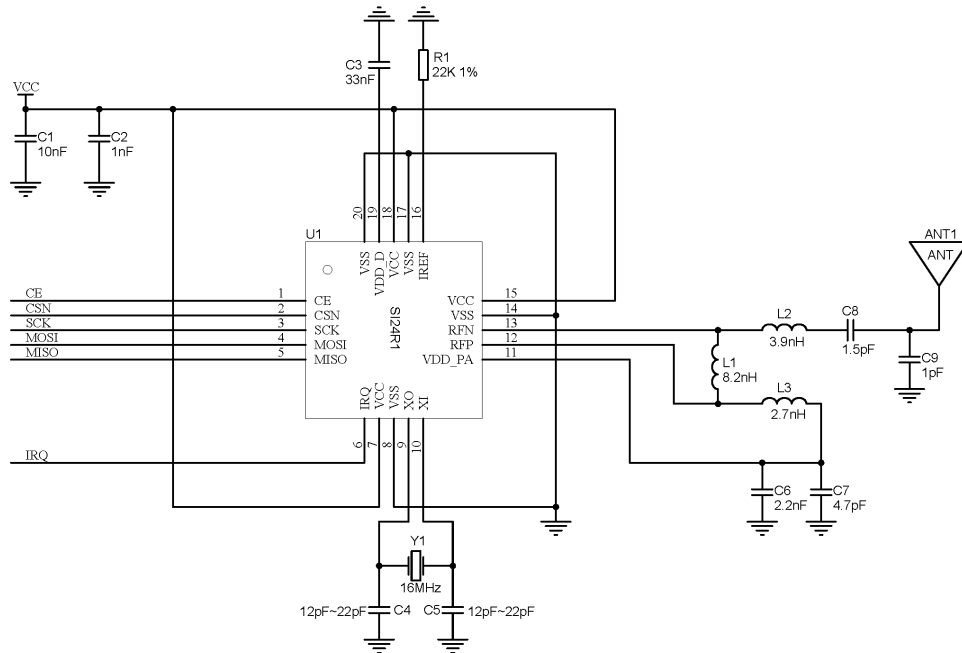 C3
33nF
R1
22K 1%
VCC
C1
10nF
C2
1nF
20
19
18
17
16
U1
VSS
VDD_D
VCC
VSS
IREF
SI24R1
CE
1
CE
CSN
2
CSN
SCK
3
SCK
MOSI
4
MOSI
MISO
5
MISO
VCC
15
VSS
14
RFN
13
RFP
12
VDD_PA
11
IRQ
VCC
VSS
XO
XI
6
7
8
9
10
IRQ
ANT1
ANT
L2
3.9nH
C8
1.5pF
C9
1pF
L1
8.2nH
L3
2.7nH
C6
2.2nF
C7
4.7pF
Y1
16MHz
12pF~22pF
C4
C5
12pF~22pF